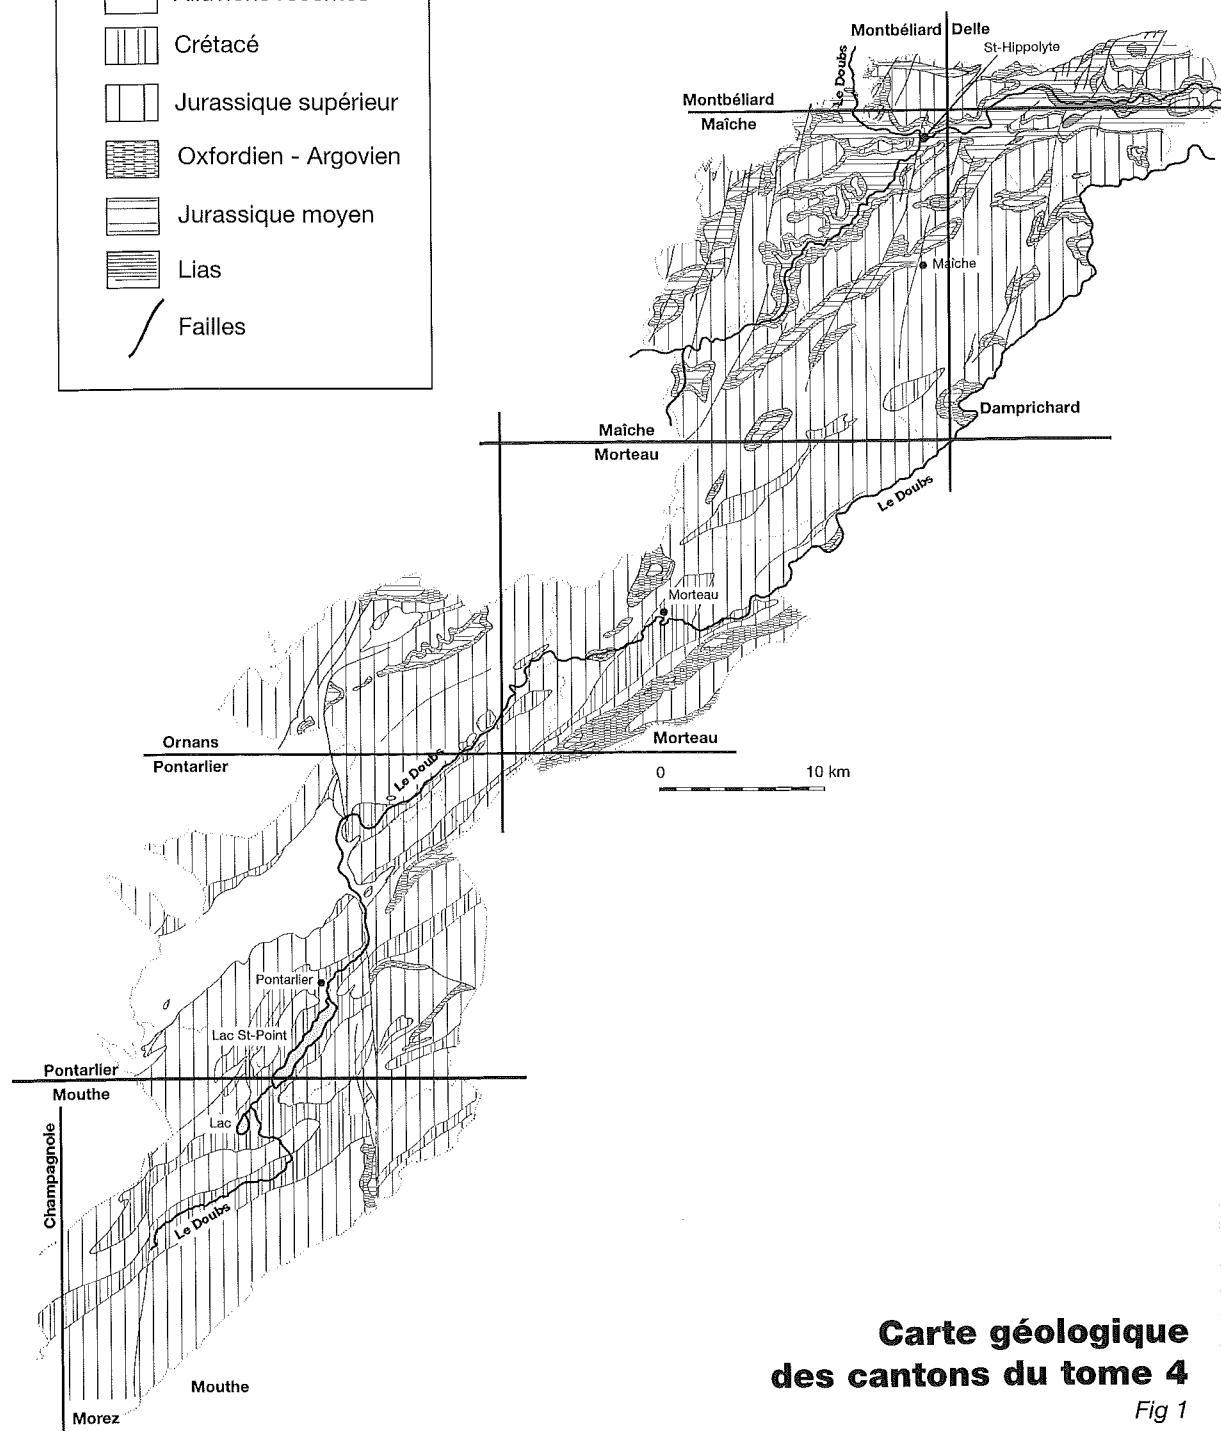 Crétacé
Jurassique supérieur
Oxfordien - Argovien
Jurassique moyen
Lias
Failles
Montbéliard Delle
St-Hippolyte
Le Doubs
Montbéliard
Maîche
Maîche
Damprichard
Maîche
Morteau
Le Doubs
Morteau
Ornans
Pontarlier
Morteau
Le Doubs
0 10 km
Pontarlier
Lac St-Point
Pontarlier
Mouthe
Lac
Champagnole
Le Doubs
Mouthe
Morez
Carte géologique
des cantons du tome 4
Fig 1